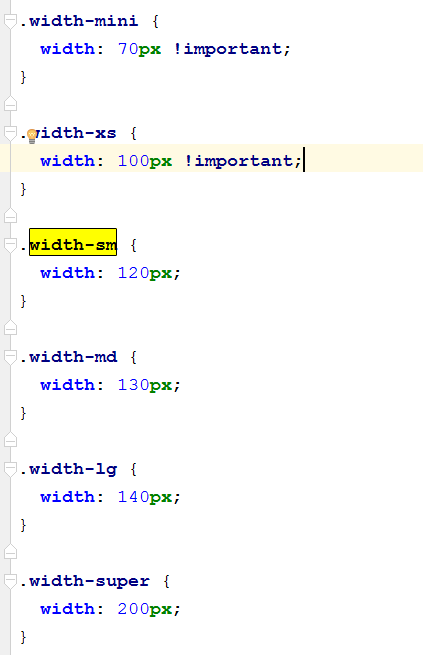 .width-mini {
  width: 70px !important;
}

.width-xs {
  width: 100px !important;
}

.width-sm {
  width: 120px;
}

.width-md {
  width: 130px;
}

.width-lg {
  width: 140px;
}

.width-super {
  width: 200px;
}